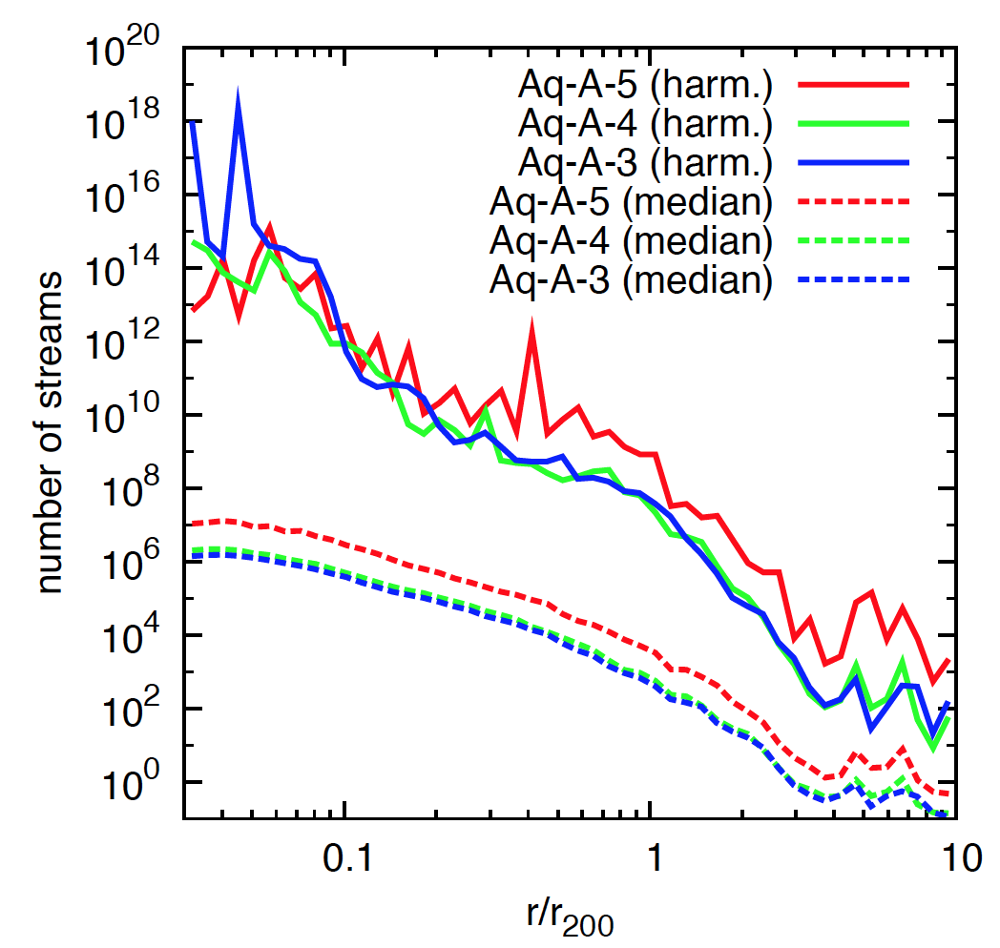 number of streams
10^20
10^18
10^16
10^14
10^12
10^10
10^8
10^6
10^4
10^2
10^0
Aq-A-5 (harm.)
Aq-A-4 (harm.)
Aq-A-3 (harm.)
Aq-A-5 (median)
Aq-A-4 (median)
Aq-A-3 (median)
0.1 1 10
r/r_200